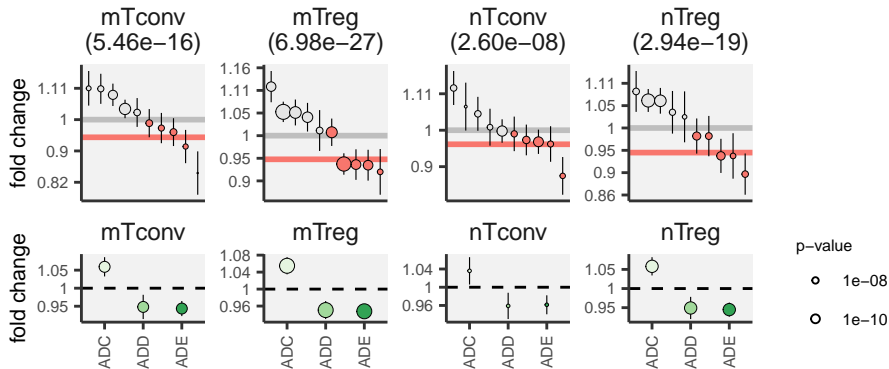 mTconv mTreg nTconv nTreg
(5.46e−16) (6.98e−27) (2.60e−08) (2.94e−19)
fold change
1.11 1 0.9 0.82
1.16 1.1 1.05 1 0.95 0.9
1.11 1 0.9
1.11 1.05 1 0.95 0.9 0.86
mTconv mTreg nTconv nTreg
fold change
1.05 1 0.95
1.08 1.04 1 0.96
1.04 1 0.96
1.05 1 0.95
ADC ADD ADE ADC ADD ADE ADC ADD ADE ADC ADD ADE
p−value
1e−08
1e−10